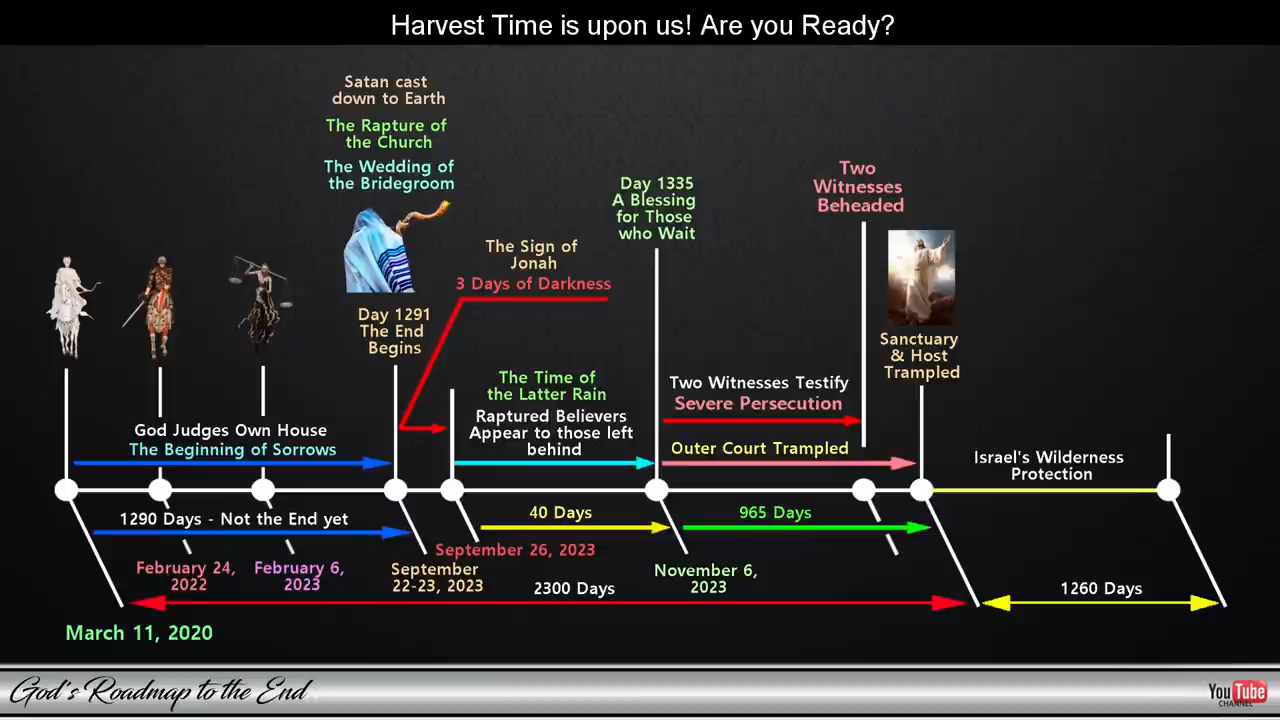 Harvest Time is upon us! Are you Ready?
Satan cast
down to Earth
The Rapture of
the Church
The Wedding of
the Bridegroom
Day 1291
The End
Begins
The Sign of
Jonah
3 Days of Darkness
Day 1335
A Blessing
for Those
who Wait
Two
Witnesses
Beheaded
Sanctuary
& Host
Trampled
God Judges Own House
The Beginning of Sorrows
The Time of
the Latter Rain
Raptured Believers
Appear to those left
behind
Two Witnesses Testify
Severe Persecution
Outer Court Trampled
Israel's Wilderness
Protection
1290 Days - Not the End yet
40 Days
965 Days
February 24,
2022
February 6,
2023
September
22-23, 2023
September 26, 2023
November 6,
2023
2300 Days
1260 Days
March 11, 2020
God's Roadmap to the End
YouTube
CHANNEL